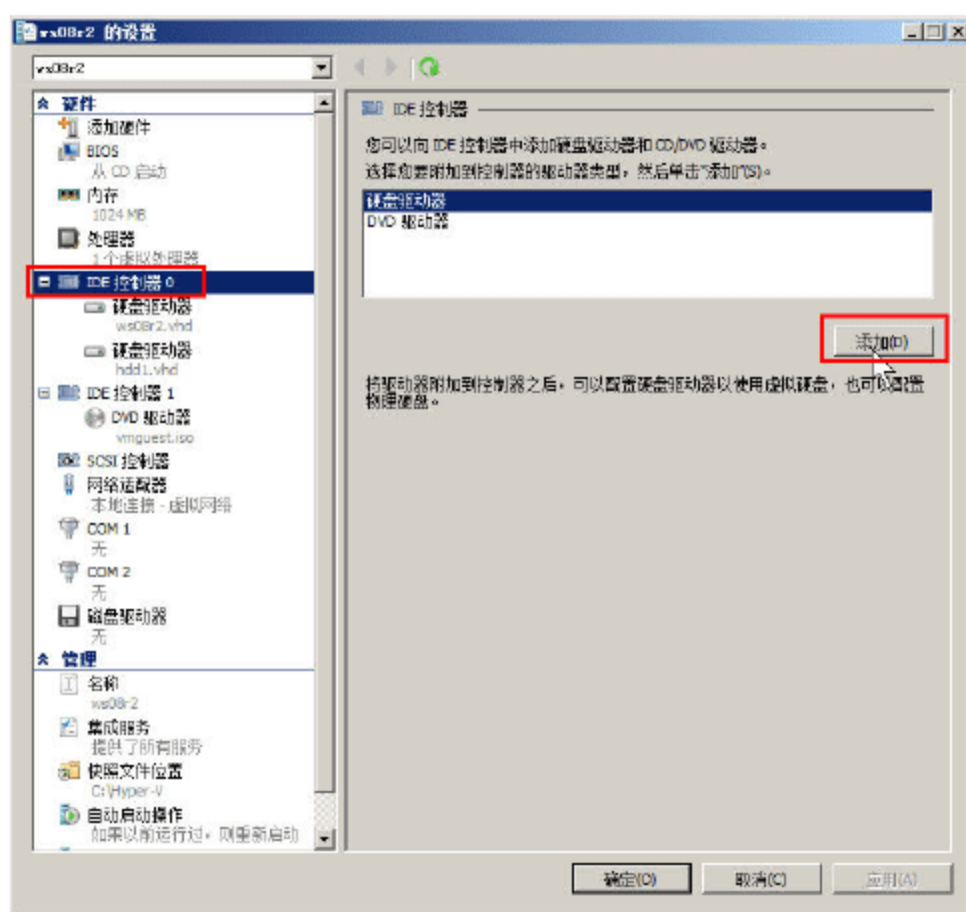 ws08r2 的设置
ws08r2
硬件
添加硬件
BIOS
从 CD 启动
内存
1024 MB
处理器
1 个虚拟处理器
IDE 控制器 0
硬盘驱动器
ws08r2.vhd
硬盘驱动器
hdd1.vhd
IDE 控制器 1
DVD 驱动器
vmguest.iso
SCSI 控制器
网络适配器
本地连接 - 虚拟网络
COM 1
无
COM 2
无
磁盘驱动器
无
管理
名称
ws08r2
集成服务
提供了所有服务
快照文件位置
C:\Hyper-V
自动启动操作
如果以前运行过，则重新启动
IDE 控制器
您可以向 IDE 控制器中添加硬盘驱动器和 CD/DVD 驱动器。
选择您要附加到控制器的驱动器类型，然后单击"添加"(S)。
硬盘驱动器
DVD 驱动器
添加(D)
将驱动器附加到控制器之后，可以配置硬盘驱动器以使用虚拟硬盘，也可以配置
物理硬盘。
确定(O)
取消(C)
应用(A)